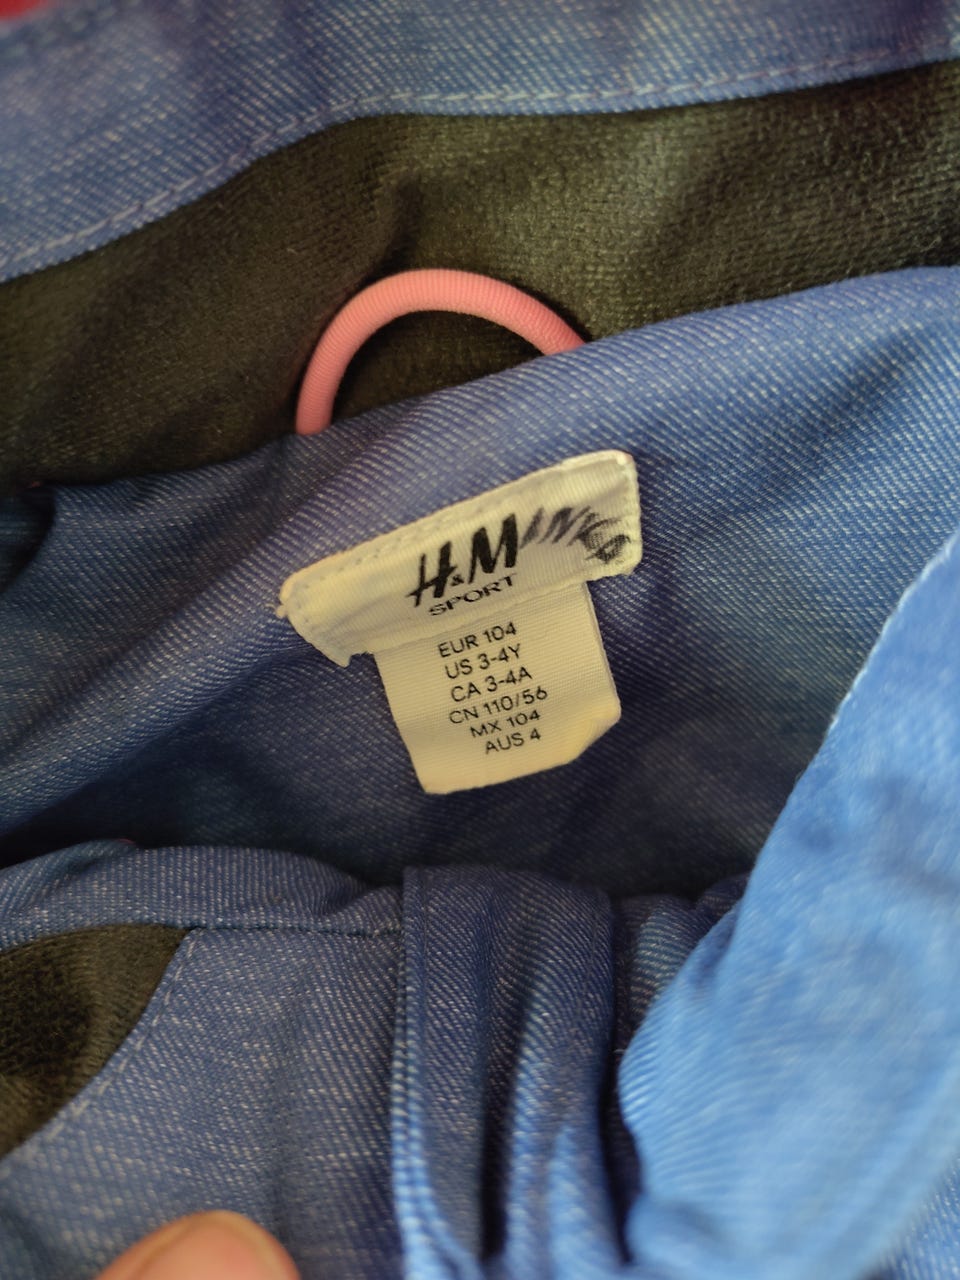 H&M
SPORT
EUR 104
US 3-4Y
CA 3-4A
CN 110/56
MX 104
AUS 4